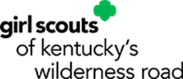 girl scouts
of kentucky's
wilderness road